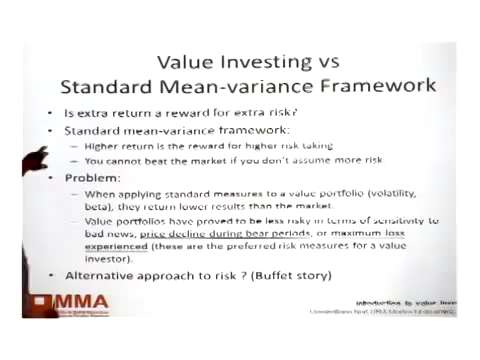 Value Investing vs
Standard Mean-variance Framework
• Is extra return a reward for extra risk?
• Standard mean-variance framework:
– Higher return is the reward for higher risk taking
– You cannot beat the market if you don't assume more risk
• Problem:
– When applying standard measures to a value portfolio (volatility,
beta), they return lower results than the market.
– Value portfolios have proved to be less risky in terms of sensitivity to
bad news, price decline during bear periods, or maximum loss
experienced (these are the preferred risk measures for a value
investor).
• Alternative approach to risk ? (Buffet story)
MMA
Introduction to value inve